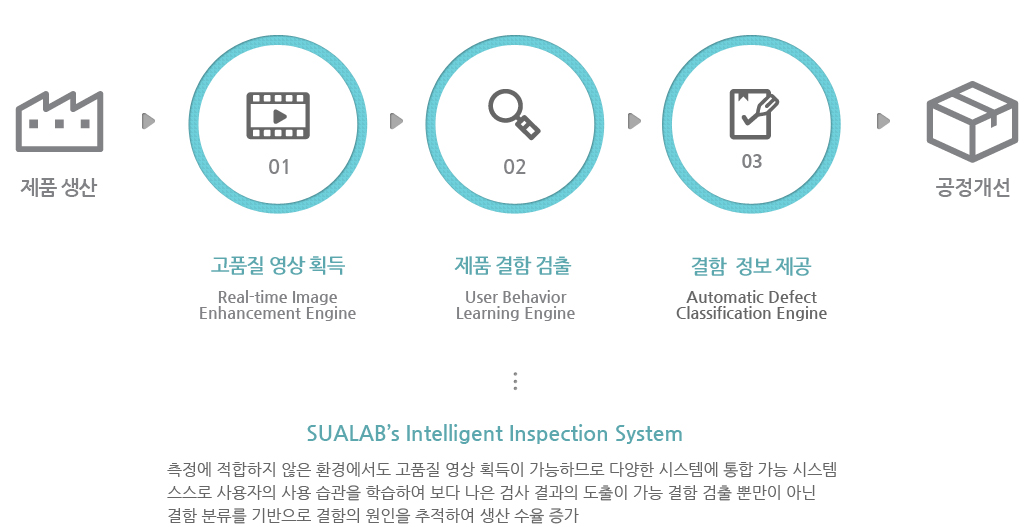 제품 생산
01
02
03
공정개선
고품질 영상 획득
Real-time Image
Enhancement Engine
제품 결함 검출
User Behavior
Learning Engine
결함 정보 제공
Automatic Defect
Classification Engine
SUALAB's Intelligent Inspection System
측정에 적합하지 않은 환경에서도 고품질 영상 획득이 가능하므로 다양한 시스템에 통합 가능 시스템
스스로 사용자의 사용 습관을 학습하여 보다 나은 검사 결과의 도출이 가능 결함 검출 뿐만이 아닌
결함 분류를 기반으로 결함의 원인을 추적하여 생산 수율 증가